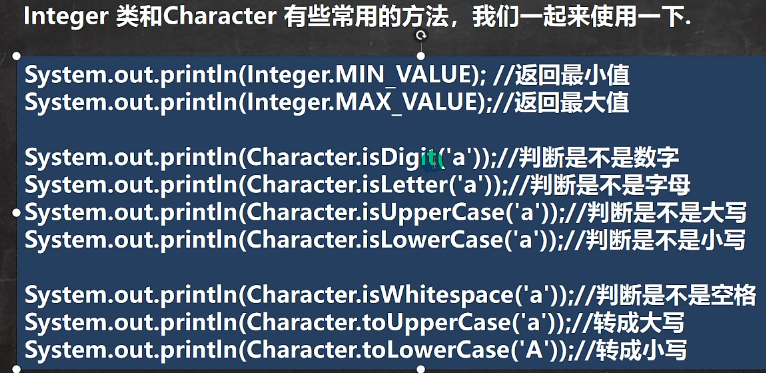 Integer 类和Character 有些常用的方法，我们一起来使用一下.
System.out.println(Integer.MIN_VALUE); //返回最小值
System.out.println(Integer.MAX_VALUE);//返回最大值
System.out.println(Character.isDigit('a'));//判断是不是数字
System.out.println(Character.isLetter('a'));//判断是不是字母
System.out.println(Character.isUpperCase('a'));//判断是不是大写
System.out.println(Character.isLowerCase('a'));//判断是不是小写
System.out.println(Character.isWhitespace('a'));//判断是不是空格
System.out.println(Character.toUpperCase('a'));//转成大写
System.out.println(Character.toLowerCase('A'));//转成小写